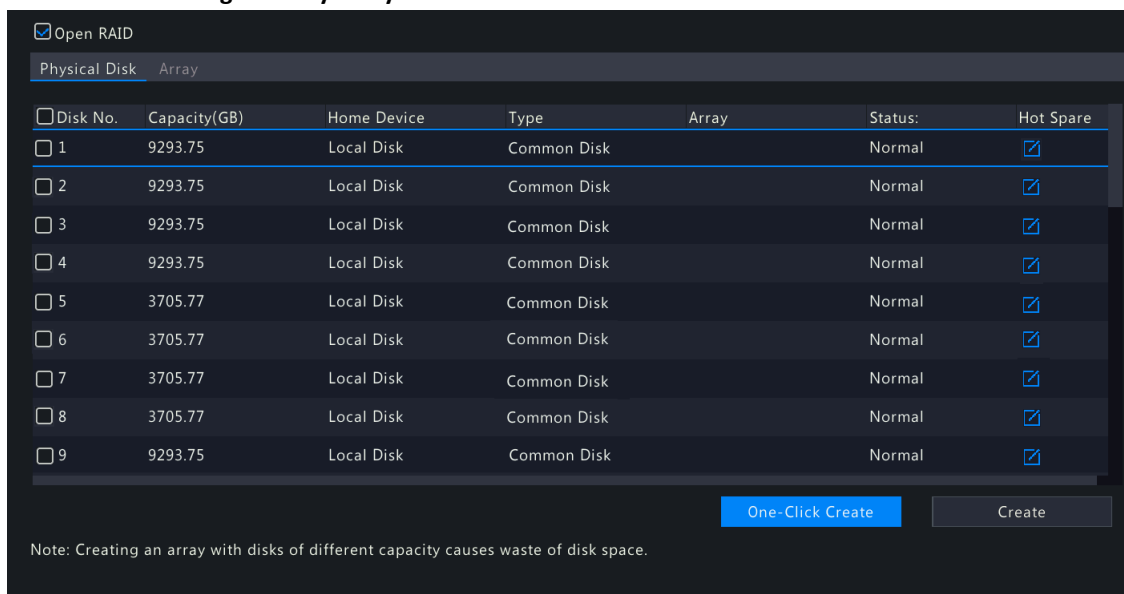 Open RAID
Physical Disk Array
Disk No. Capacity(GB) Home Device Type Array Status: Hot Spare
1 9293.75 Local Disk Common Disk Normal
2 9293.75 Local Disk Common Disk Normal
3 9293.75 Local Disk Common Disk Normal
4 9293.75 Local Disk Common Disk Normal
5 3705.77 Local Disk Common Disk Normal
6 3705.77 Local Disk Common Disk Normal
7 3705.77 Local Disk Common Disk Normal
8 3705.77 Local Disk Common Disk Normal
9 9293.75 Local Disk Common Disk Normal
One-Click Create Create
Note: Creating an array with disks of different capacity causes waste of disk space.